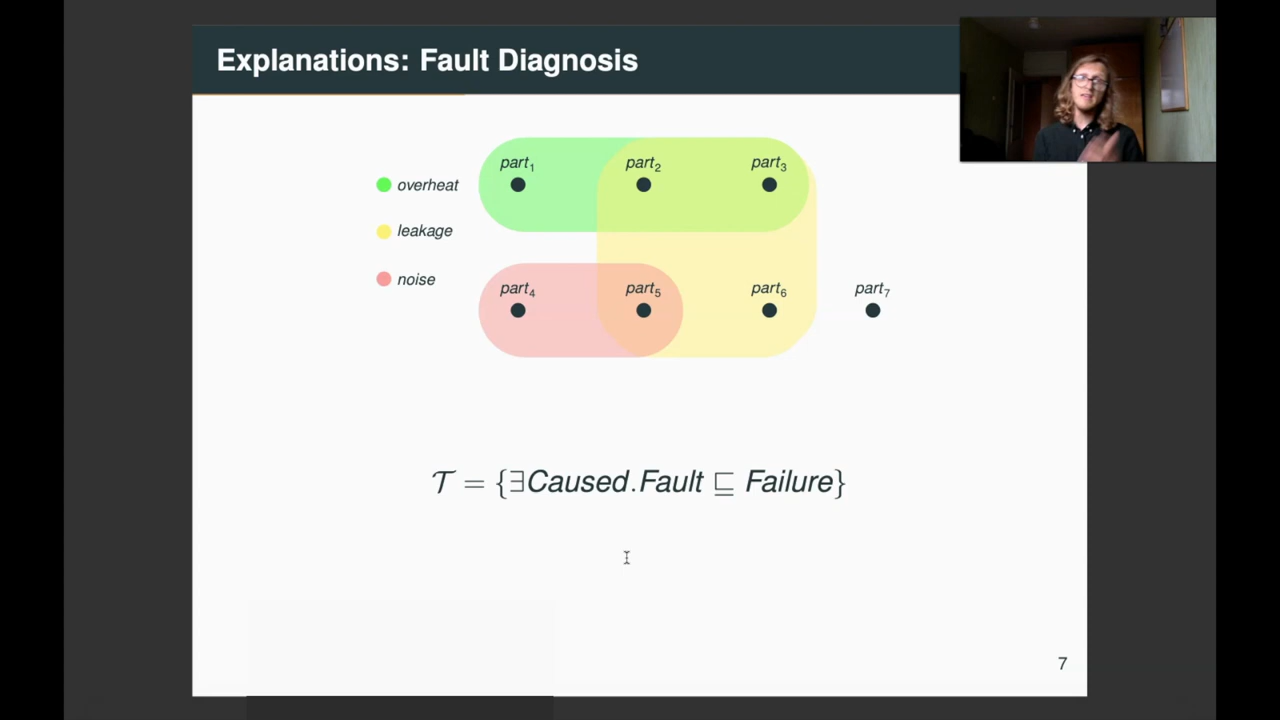 Explanations: Fault Diagnosis
part₁ part₂ part₃
overheat
leakage
noise
part₄ part₅ part₆ part₇
𝒯 = {∃Caused.Fault ⊑ Failure}
7